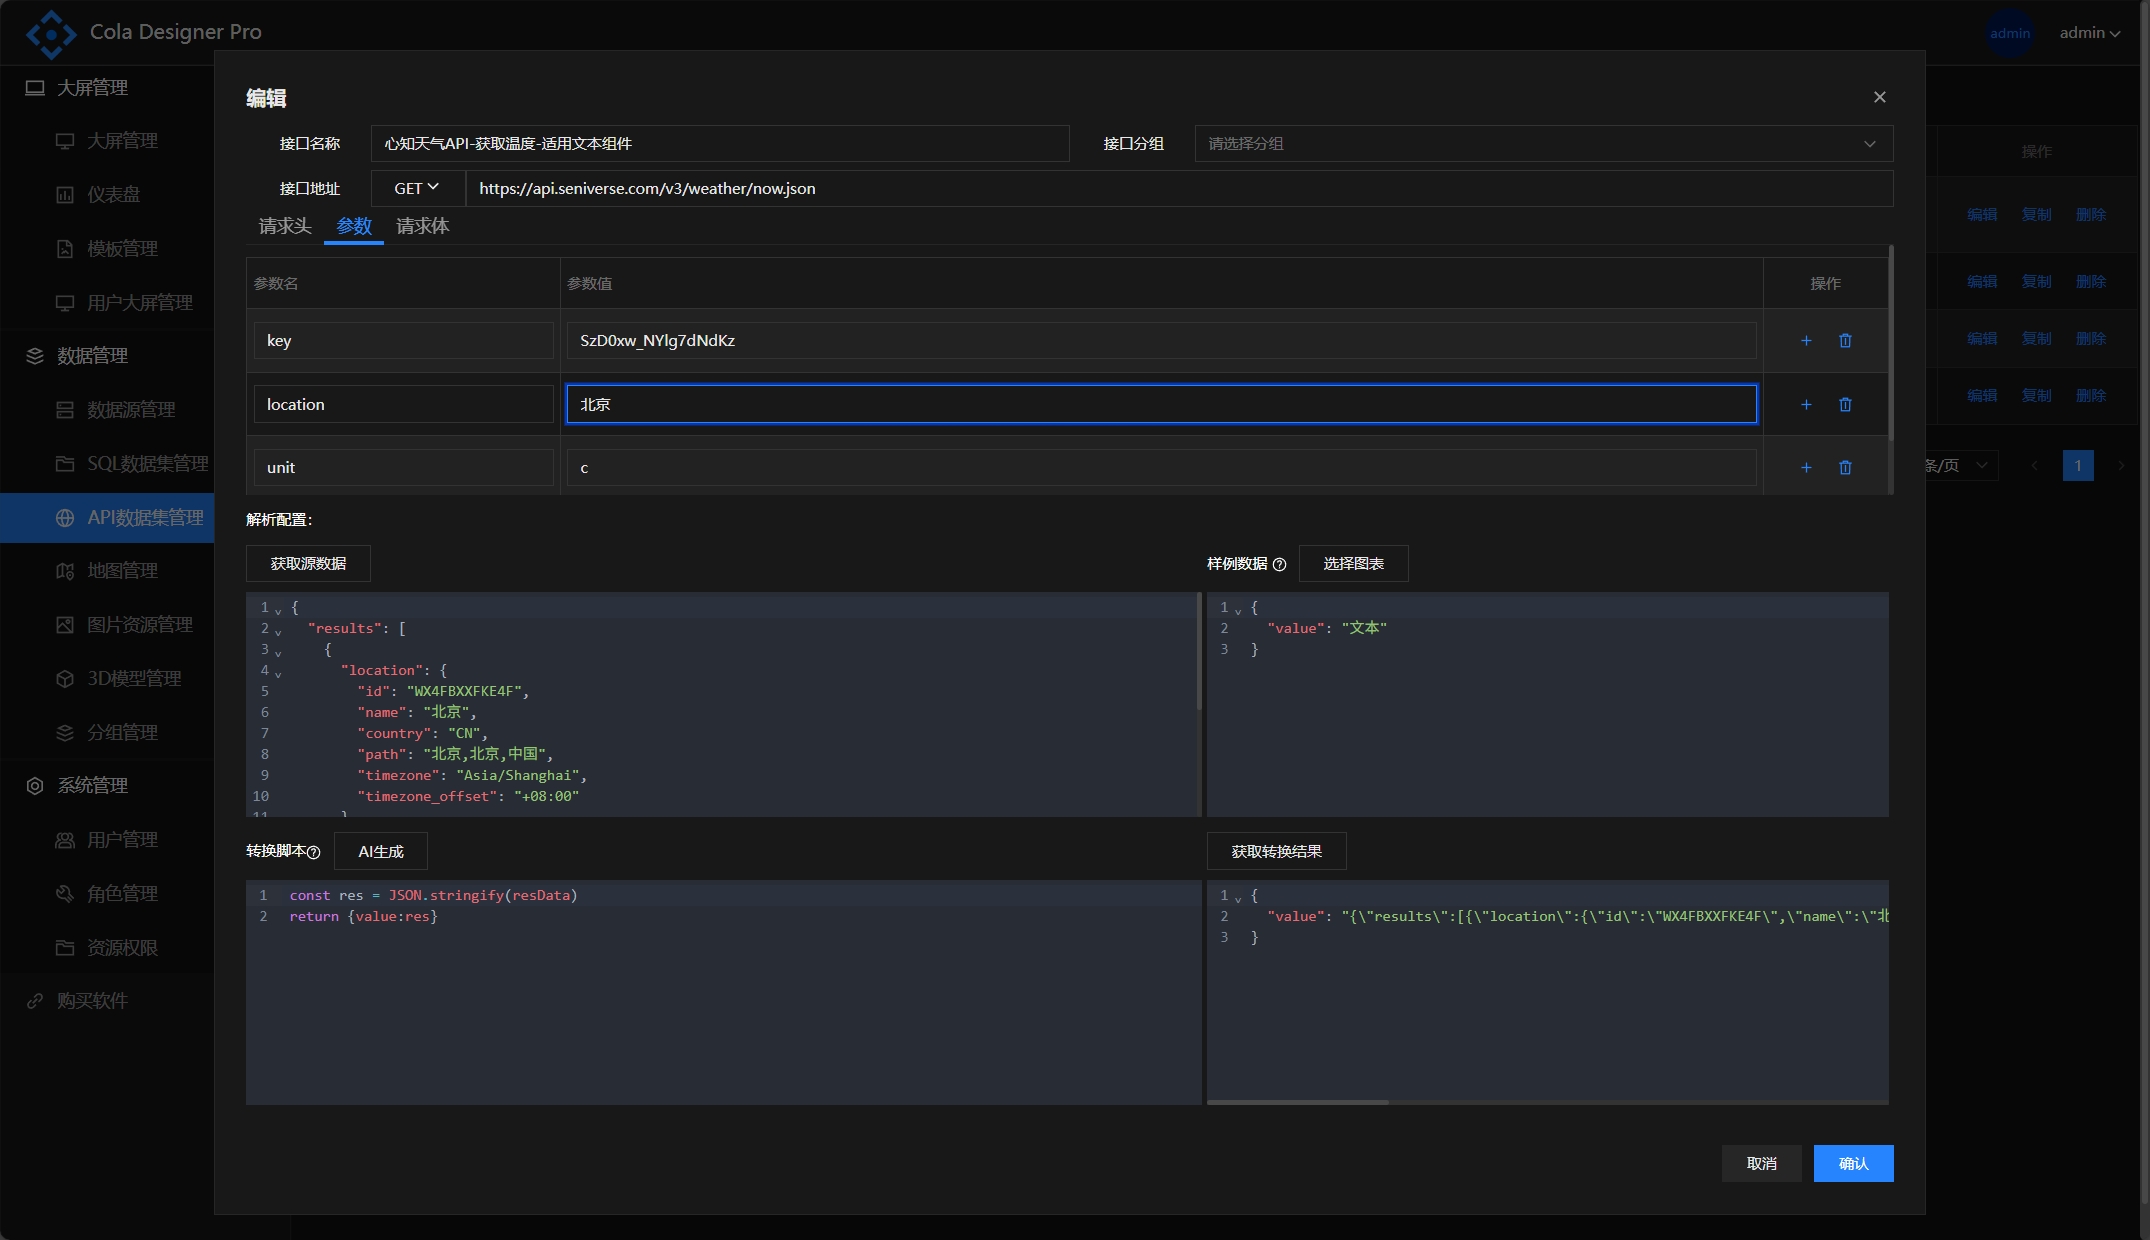 Cola Designer Pro
admin
admin
大屏管理
大屏管理
仪表盘
模板管理
用户大屏管理
数据管理
数据源管理
SQL数据集管理
API数据集管理
地图管理
图片资源管理
3D模型管理
分组管理
系统管理
用户管理
角色管理
资源权限
购买软件
编辑
接口名称
心知天气API-获取温度-适用文本组件
接口分组
请选择分组
接口地址
GET
https://api.seniverse.com/v3/weather/now.json
请求头 参数 请求体
参数名 参数值 操作
key SzD0xw_NYlg7dNdKz
location 北京
unit c
解析配置:
获取源数据
1 {
2 "results": [
3 {
4 "location": {
5 "id": "WX4FBXXFKE4F",
6 "name": "北京",
7 "country": "CN",
8 "path": "北京,北京,中国",
9 "timezone": "Asia/Shanghai",
10 "timezone_offset": "+08:00"
11 }
样例数据 选择图表
1 {
2 "value": "文本"
3 }
转换脚本 AI生成
1 const res = JSON.stringify(resData)
2 return {value:res}
获取转换结果
1 {
2 "value": "{\"results\":[{\"location\":{\"id\":\"WX4FBXXFKE4F\",\"name\":\"北
3 }
取消 确认
操作
编辑 复制 删除
编辑 复制 删除
编辑 复制 删除
编辑 复制 删除
条/页
1